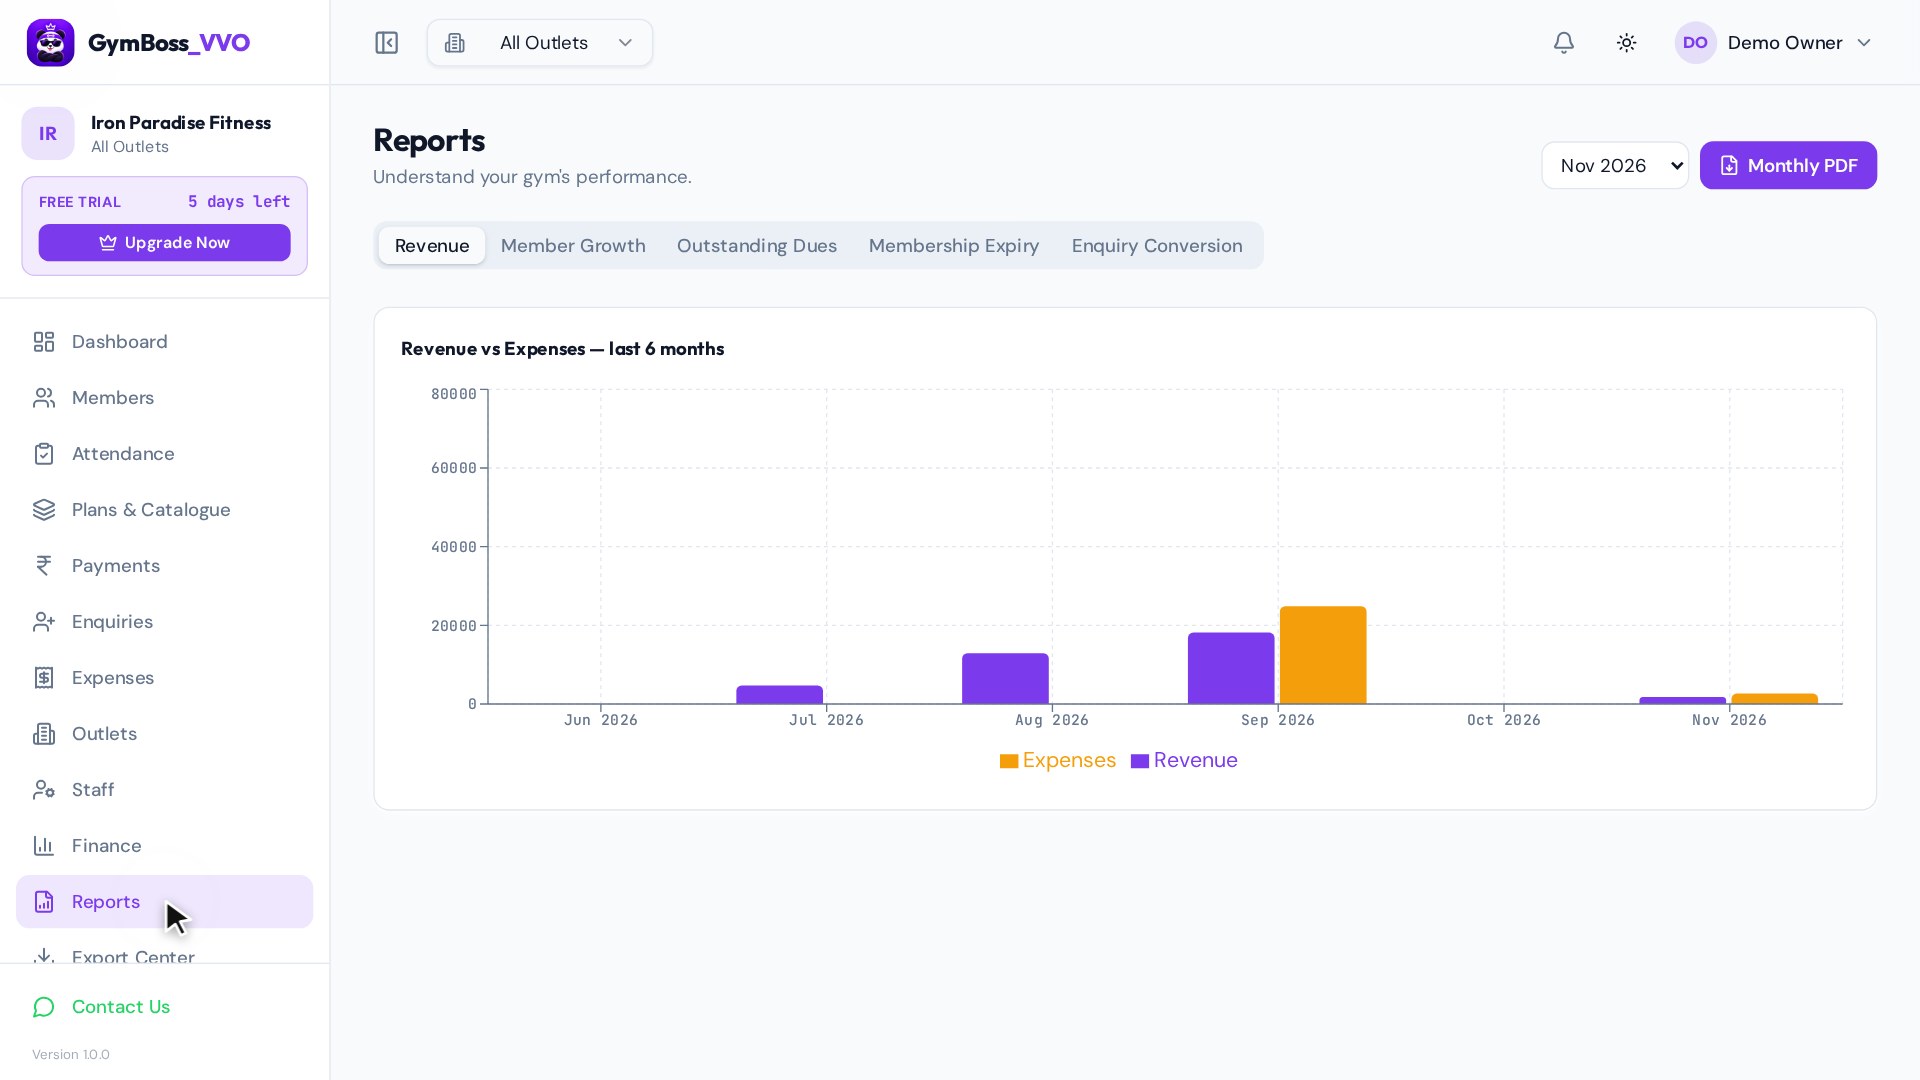 GymBoss_VVO
All Outlets
DO Demo Owner
IR
Iron Paradise Fitness
All Outlets
FREE TRIAL 5 days left
Upgrade Now
Dashboard
Members
Attendance
Plans & Catalogue
Payments
Enquiries
Expenses
Outlets
Staff
Finance
Reports
Export Center
Contact Us
Version 1.0.0
Reports
Understand your gym's performance.
Nov 2026
Monthly PDF
Revenue Member Growth Outstanding Dues Membership Expiry Enquiry Conversion
Revenue vs Expenses — last 6 months
80000
60000
40000
20000
0
Jun 2026 Jul 2026 Aug 2026 Sep 2026 Oct 2026 Nov 2026
Expenses Revenue